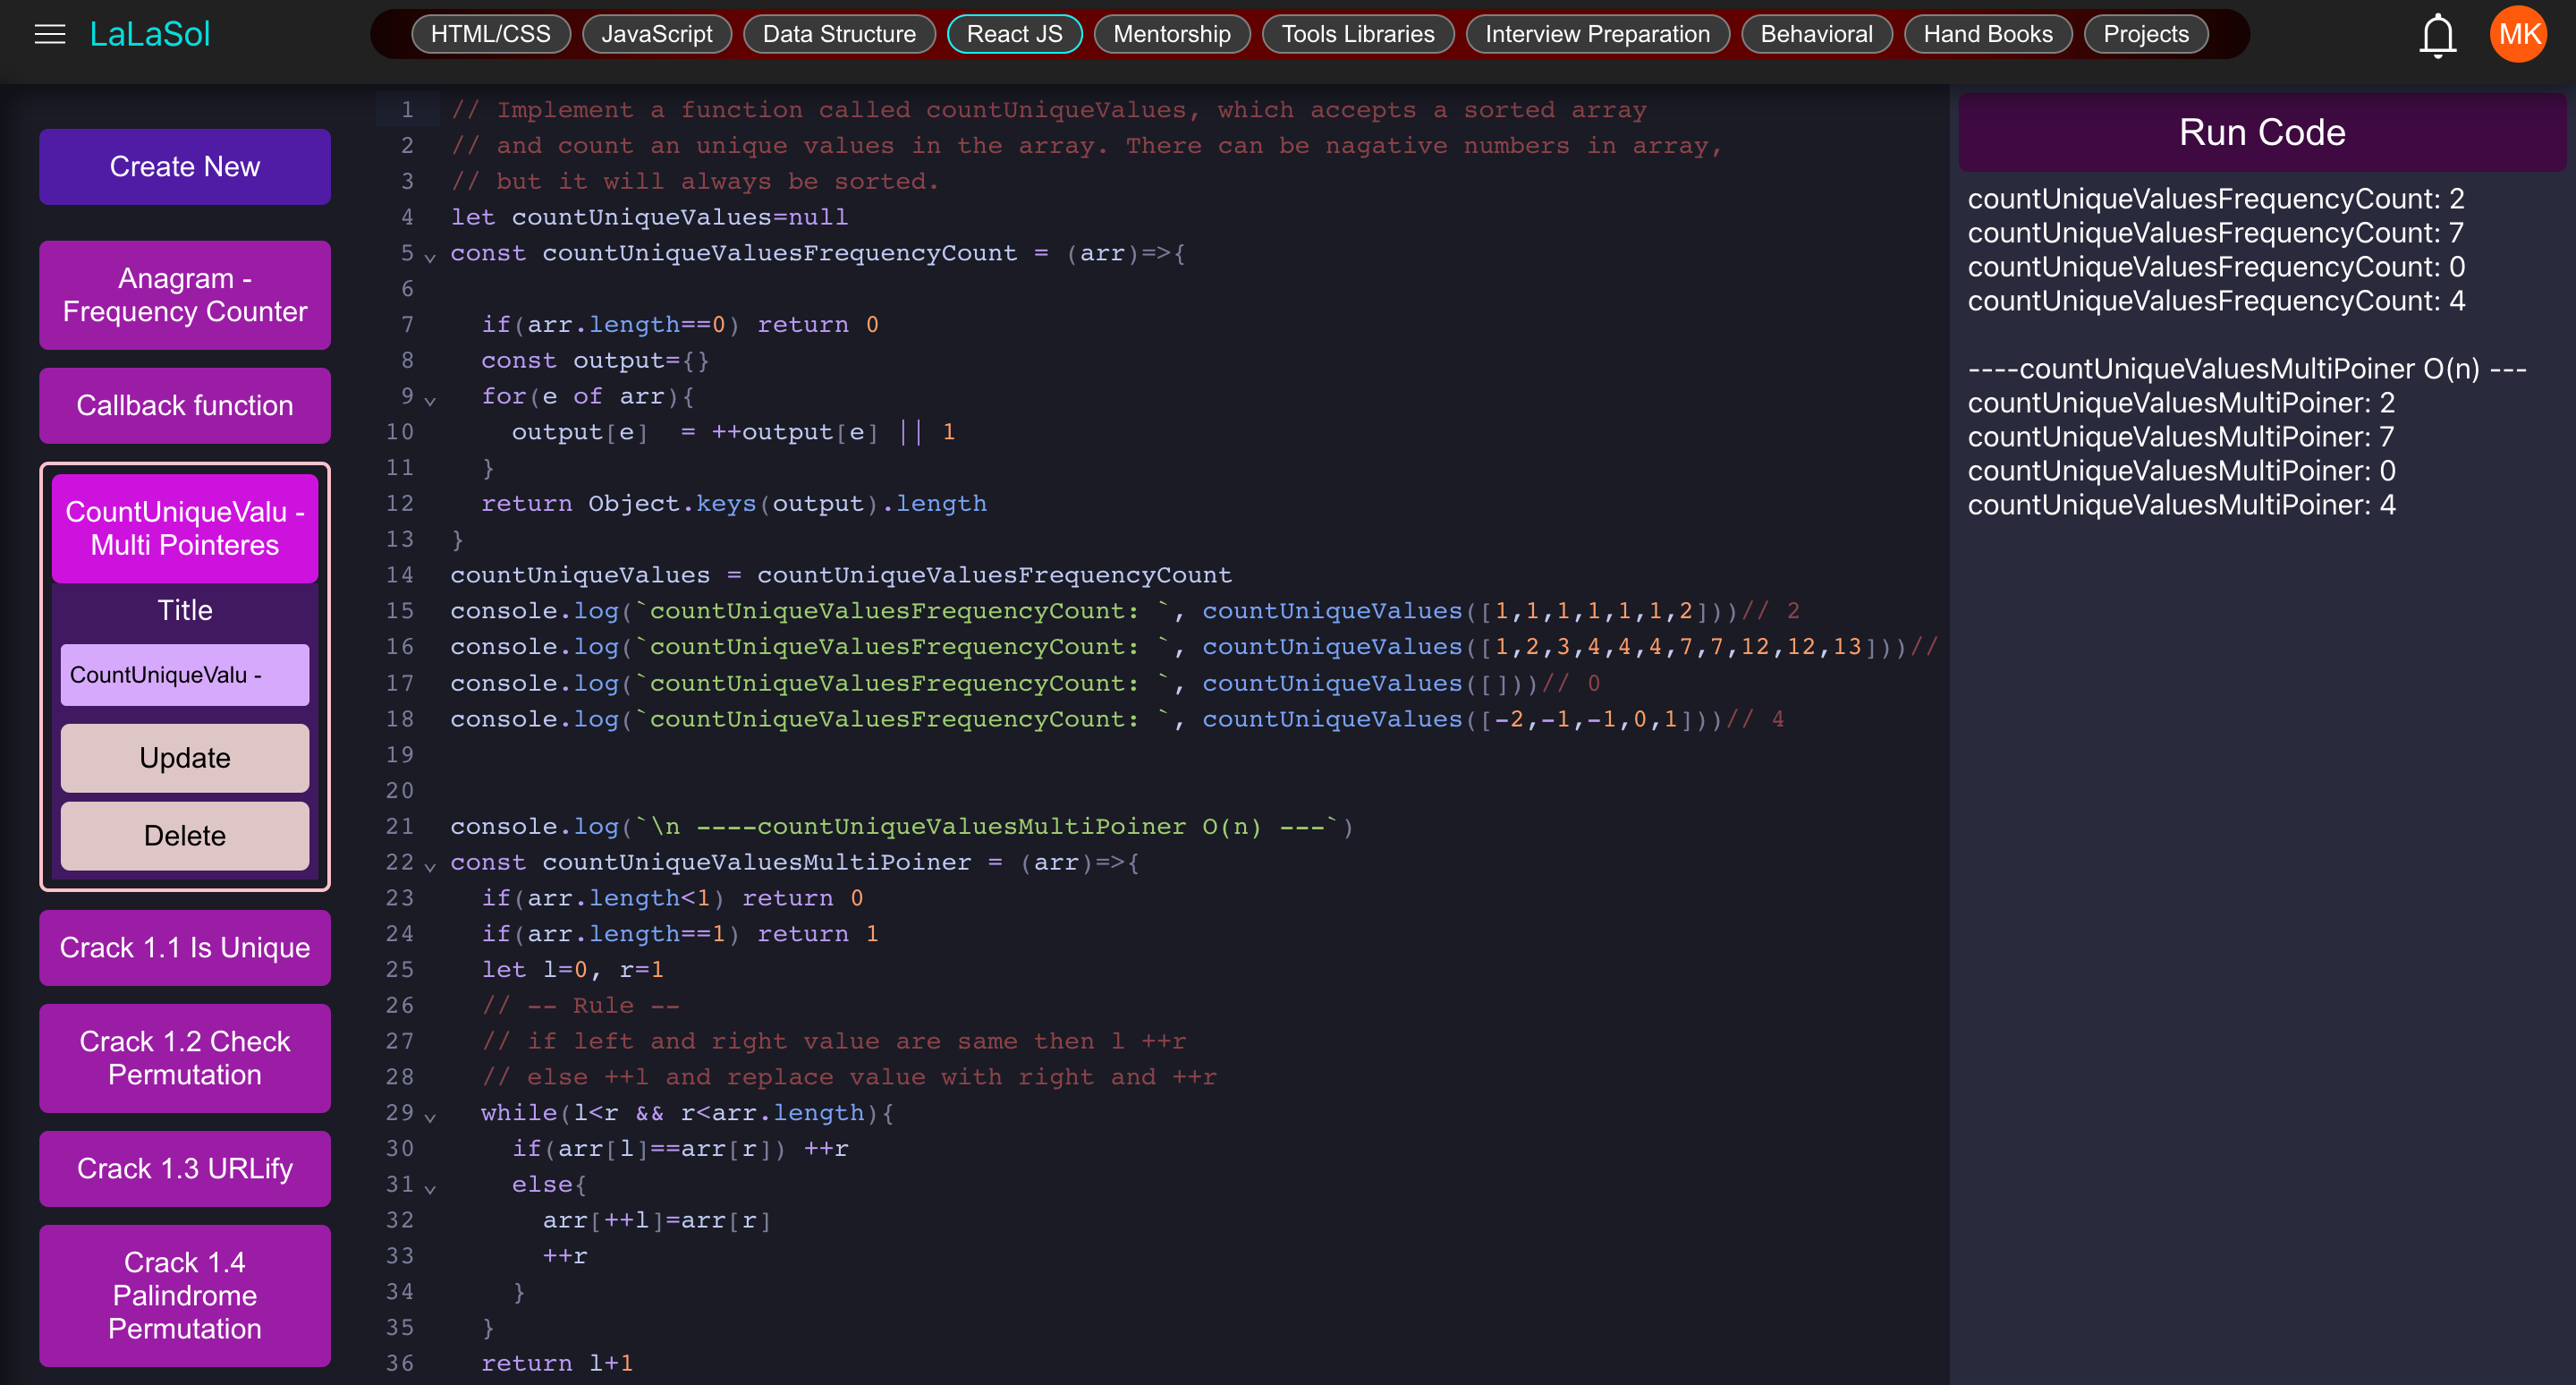 LaLaSol
HTML/CSS
JavaScript
Data Structure
React JS
Mentorship
Tools Libraries
Interview Preparation
Behavioral
Hand Books
Projects
MK
Create New
Anagram -
Frequency Counter
Callback function
CountUniqueValu -
Multi Pointeres
Title
CountUniqueValu -
Update
Delete
Crack 1.1 Is Unique
Crack 1.2 Check
Permutation
Crack 1.3 URLify
Crack 1.4
Palindrome
Permutation
1 // Implement a function called countUniqueValues, which accepts a sorted array
2 // and count an unique values in the array. There can be nagative numbers in array,
3 // but it will always be sorted.
4 let countUniqueValues=null
5 const countUniqueValuesFrequencyCount = (arr)=>{
6
7   if(arr.length==0) return 0
8   const output={}
9   for(e of arr){
10     output[e]  = ++output[e] || 1
11   }
12   return Object.keys(output).length
13 }
14 countUniqueValues = countUniqueValuesFrequencyCount
15 console.log(`countUniqueValuesFrequencyCount: `, countUniqueValues([1,1,1,1,1,1,2]))// 2
16 console.log(`countUniqueValuesFrequencyCount: `, countUniqueValues([1,2,3,4,4,4,7,7,12,12,13]))//
17 console.log(`countUniqueValuesFrequencyCount: `, countUniqueValues([]))// 0
18 console.log(`countUniqueValuesFrequencyCount: `, countUniqueValues([-2,-1,-1,0,1]))// 4
19
20
21 console.log(`\n ----countUniqueValuesMultiPoiner O(n) ---`)
22 const countUniqueValuesMultiPoiner = (arr)=>{
23   if(arr.length<1) return 0
24   if(arr.length==1) return 1
25   let l=0, r=1
26   // -- Rule --
27   // if left and right value are same then l ++r
28   // else ++l and replace value with right and ++r
29   while(l<r && r<arr.length){
30     if(arr[l]==arr[r]) ++r
31     else{
32       arr[++l]=arr[r]
33       ++r
34     }
35   }
36   return l+1
Run Code
countUniqueValuesFrequencyCount: 2
countUniqueValuesFrequencyCount: 7
countUniqueValuesFrequencyCount: 0
countUniqueValuesFrequencyCount: 4
----countUniqueValuesMultiPoiner O(n) ---
countUniqueValuesMultiPoiner: 2
countUniqueValuesMultiPoiner: 7
countUniqueValuesMultiPoiner: 0
countUniqueValuesMultiPoiner: 4